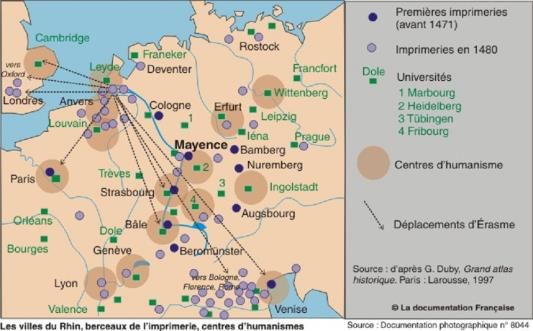 Cambridge
vers
Oxford
Londres
Leyde
Franeker
Deventer
Rostock
Anvers
Louvain
Cologne
1
Erfurt
Wittenberg
Francfort
Leipzig
Iéna
Prague
Mayence
Bamberg
2
Nuremberg
Paris
Trèves
Strasbourg
3
4
Ingolstadt
Augsbourg
Orléans
Bourges
Dole
Bâle
Beromünster
Genève
Lyon
Valence
vers Bologne,
Florence, Rome
Venise
Premières imprimeries
(avant 1471)
Imprimeries en 1480
Dole
Universités
1 Marbourg
2 Heidelberg
3 Tübingen
4 Fribourg
Centres d'humanisme
Déplacements d'Érasme
Source : d'après G. Duby, Grand atlas
historique. Paris : Larousse, 1997
© La documentation Française
Les villes du Rhin, berceaux de l'imprimerie, centres d'humanismes
Source : Documentation photographique n° 8044